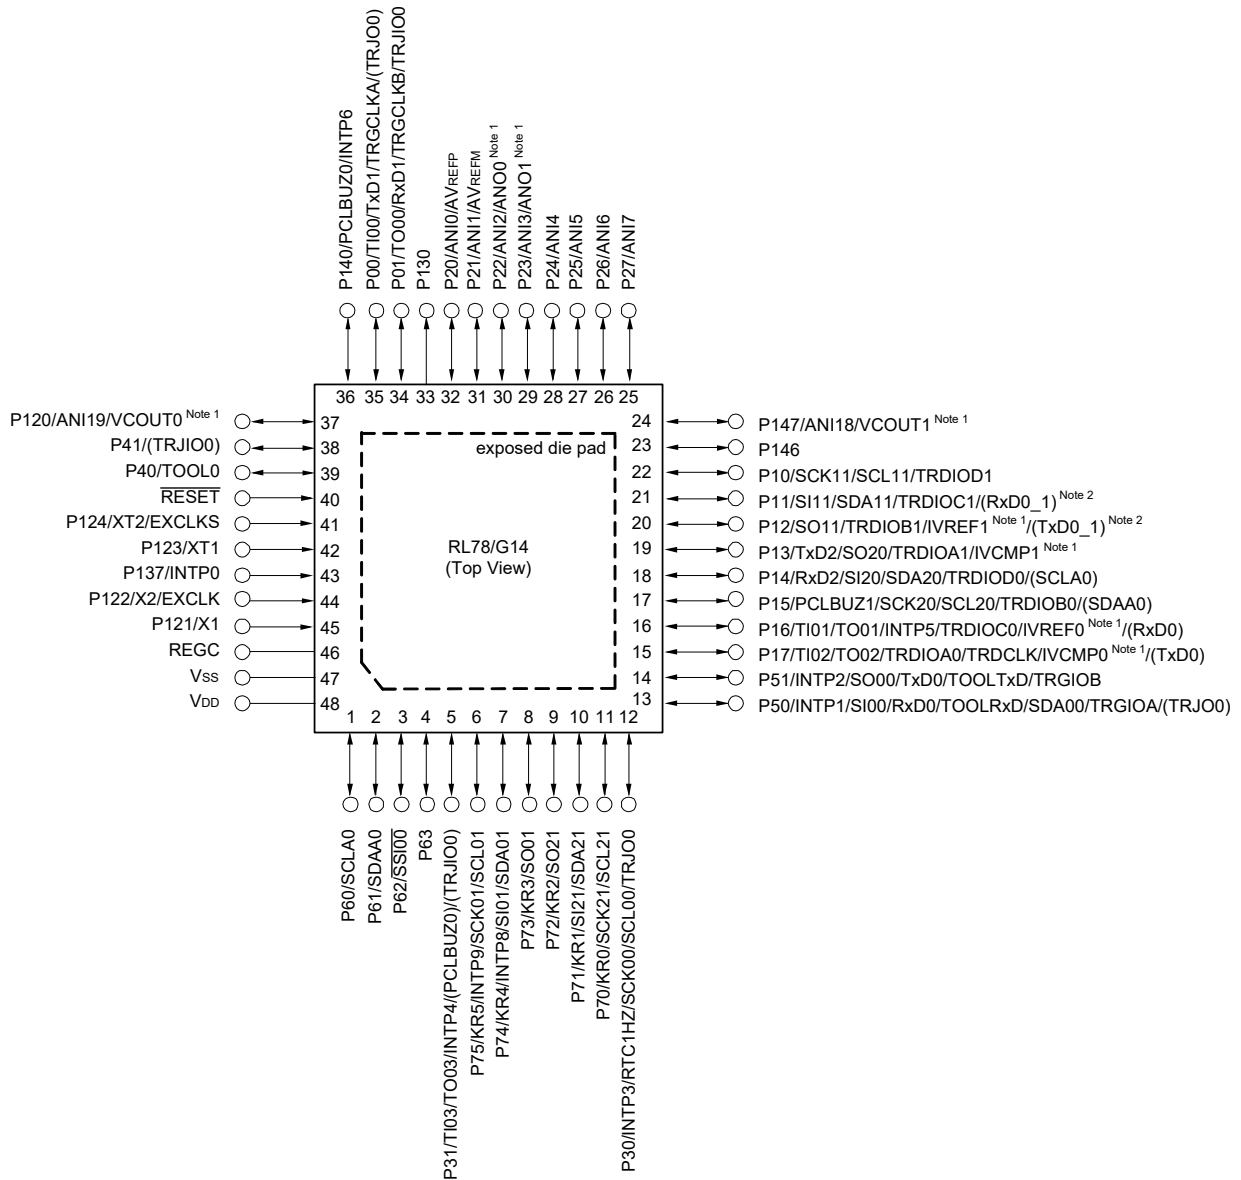 P140/PCLBUZ0/INTP6
P00/TI00/TxD1/TRGCLKA/(TRJO0)
P01/TO00/RxD1/TRGCLKB/TRJIO0
P130
P20/ANI0/AVREFP
P21/ANI1/AVREFM
P22/ANI2/ANO0 Note 1
P23/ANI3/ANO1 Note 1
P24/ANI4
P25/ANI5
P26/ANI6
P27/ANI7
36 35 34 33 32 31 30 29 28 27 26 25
P120/ANI19/VCOUT0 Note 1 37
P41/(TRJIO0) 38
P40/TOOL0 39
RESET 40
P124/XT2/EXCLKS 41
P123/XT1 42
P137/INTP0 43
P122/X2/EXCLK 44
P121/X1 45
REGC 46
VSS 47
VDD 48
exposed die pad
RL78/G14
(Top View)
24 P147/ANI18/VCOUT1 Note 1
23 P146
22 P10/SCK11/SCL11/TRDIOD1
21 P11/SI11/SDA11/TRDIOC1/(RxD0_1) Note 2
20 P12/SO11/TRDIOB1/IVREF1 Note 1/(TxD0_1) Note 2
19 P13/TxD2/SO20/TRDIOA1/IVCMP1 Note 1
18 P14/RxD2/SI20/SDA20/TRDIOD0/(SCLA0)
17 P15/PCLBUZ1/SCK20/SCL20/TRDIOB0/(SDAA0)
16 P16/TI01/TO01/INTP5/TRDIOC0/IVREF0 Note 1/(RxD0)
15 P17/TI02/TO02/TRDIOA0/TRDCLK/IVCMP0 Note 1/(TxD0)
14 P51/INTP2/SO00/TxD0/TOOLTxD/TRGIOB
13 P50/INTP1/SI00/RxD0/TOOLRxD/SDA00/TRGIOA/(TRJO0)
1 2 3 4 5 6 7 8 9 10 11 12
P60/SCLA0
P61/SDAA0
P62/SSI00
P63
P31/TI03/TO03/INTP4/(PCLBUZ0)/(TRJIO0)
P75/KR5/INTP9/SCK01/SCL01
P74/KR4/INTP8/SI01/SDA01
P73/KR3/SO01
P72/KR2/SO21
P71/KR1/SI21/SDA21
P70/KR0/SCK21/SCL21
P30/INTP3/RTC1HZ/SCK00/SCL00/TRJO0